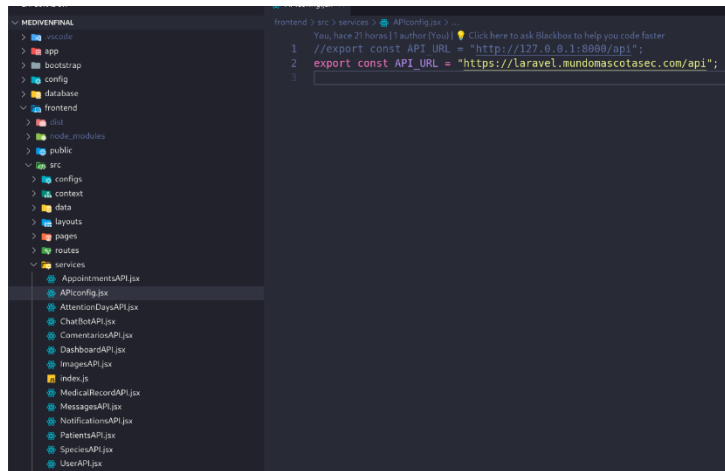 MEDIVENFINAL
.vscode
app
bootstrap
config
database
frontend
dist
node_modules
public
src
configs
context
data
layouts
pages
routes
services
AppointmentsAPI.jsx
APIconfig.jsx
AttentionDaysAPI.jsx
ChatBotAPI.jsx
ComentariosAPI.jsx
DashboardAPI.jsx
ImagesAPI.jsx
index.js
MedicalRecordAPI.jsx
MessagesAPI.jsx
NotificationsAPI.jsx
PatientsAPI.jsx
SpeciesAPI.jsx
UserAPI.jsx
frontend > src > services > APIconfig.jsx > ...
You, hace 21 horas | 1 author (You) | Click here to ask Blackbox to help you code faster
1 //export const API_URL = "http://127.0.0.1:8000/api";
2 export const API_URL = "https://laravel.mundomascotasec.com/api";
3